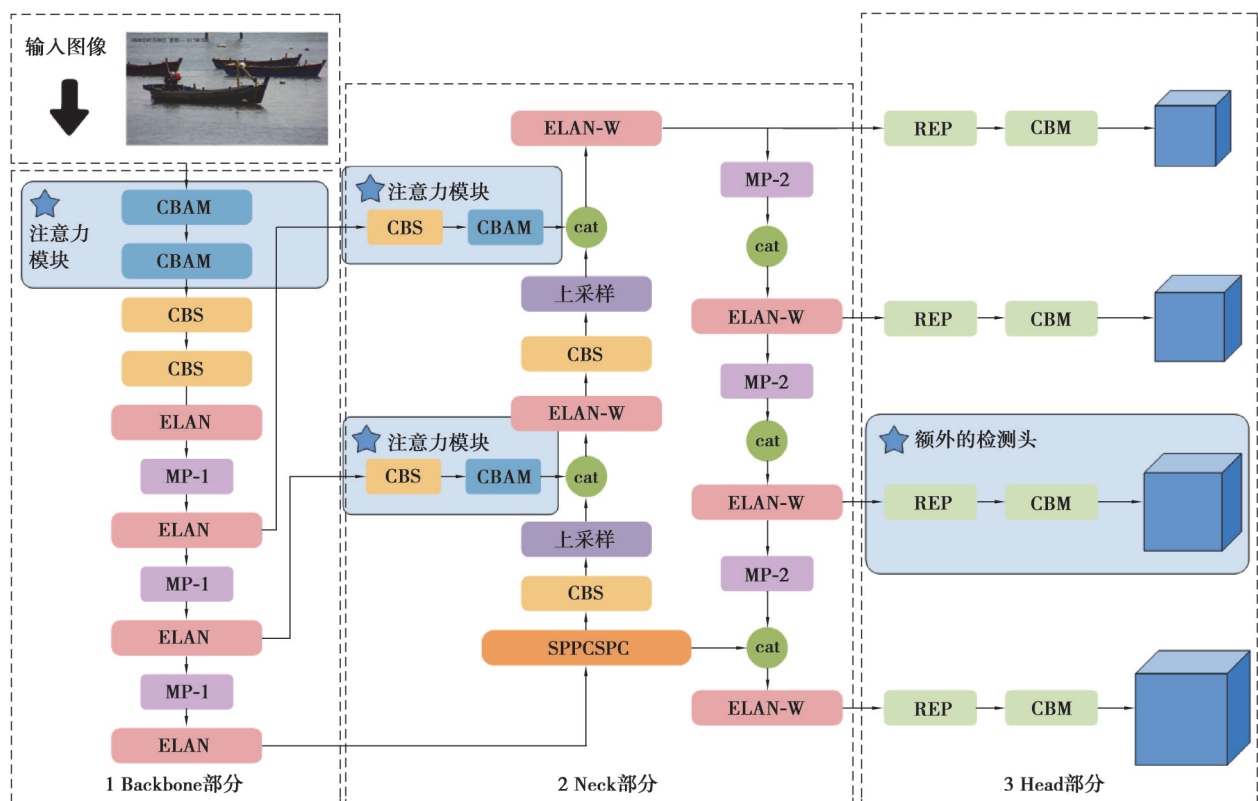 输入图像
注意力
模块
CBAM
CBAM
CBS
CBS
ELAN
MP-1
ELAN
MP-1
ELAN
MP-1
ELAN
1 Backbone部分
ELAN-W
注意力模块
CBS
CBAM
cat
上采样
CBS
ELAN-W
注意力模块
CBS
CBAM
cat
上采样
CBS
SPPCSPC
MP-2
cat
ELAN-W
MP-2
cat
ELAN-W
MP-2
cat
ELAN-W
2 Neck部分
REP
CBM
REP
CBM
额外的检测头
REP
CBM
REP
CBM
3 Head部分